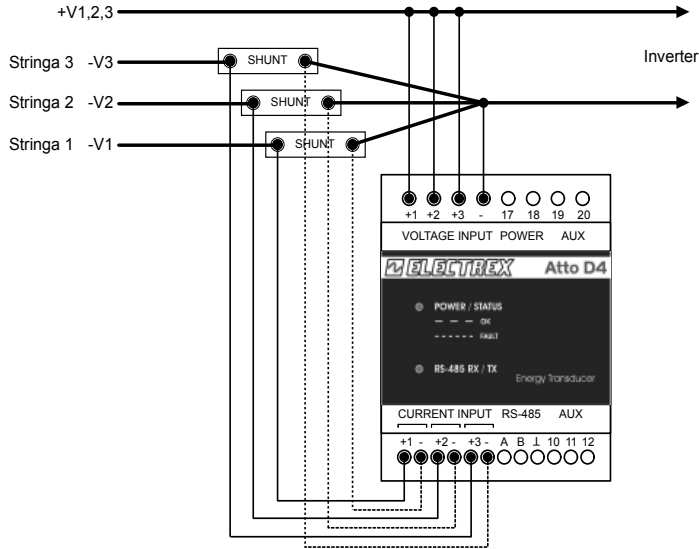 +V1,2,3
Inverter
Stringa 3 -V3 SHUNT
Stringa 2 -V2 SHUNT
Stringa 1 -V1 SHUNT
+1 +2 +3 - 17 18 19 20
VOLTAGE INPUT POWER AUX
ELECTREX Atto D4
POWER / STATUS
OK
FAULT
RS-485 RX / TX
Energy Transducer
CURRENT INPUT RS-485 AUX
+1 - +2 - +3 - A B ⊥ 10 11 12